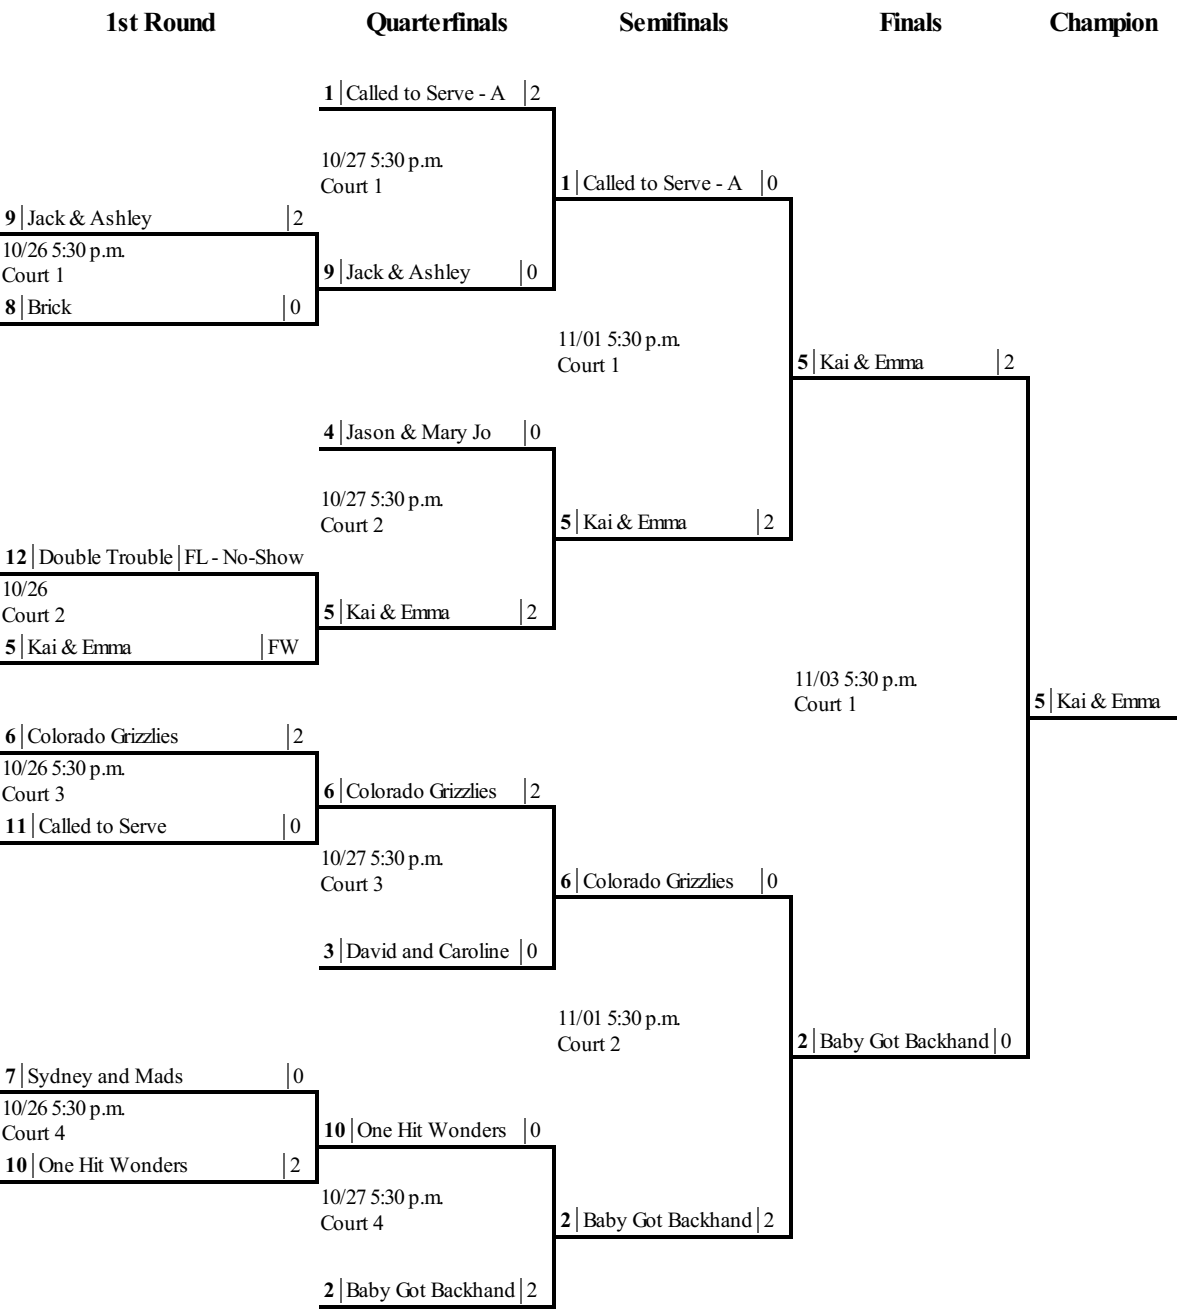 1st Round Quarterfinals Semifinals Finals Champion
1 Called to Serve - A 2
10/27 5:30 p.m.
Court 1
1 Called to Serve - A 0
9 Jack & Ashley 2
10/26 5:30 p.m.
Court 1
9 Jack & Ashley 0
8 Brick 0
11/01 5:30 p.m.
Court 1
5 Kai & Emma 2
4 Jason & Mary Jo 0
10/27 5:30 p.m.
Court 2
5 Kai & Emma 2
12 Double Trouble FL - No-Show
10/26
Court 2
5 Kai & Emma 2
5 Kai & Emma FW
11/03 5:30 p.m.
Court 1
5 Kai & Emma
6 Colorado Grizzlies 2
10/26 5:30 p.m.
Court 3
6 Colorado Grizzlies 2
11 Called to Serve 0
10/27 5:30 p.m.
Court 3
6 Colorado Grizzlies 0
3 David and Caroline 0
11/01 5:30 p.m.
Court 2
2 Baby Got Backhand 0
7 Sydney and Mads 0
10/26 5:30 p.m.
Court 4
10 One Hit Wonders 0
10 One Hit Wonders 2
10/27 5:30 p.m.
Court 4
2 Baby Got Backhand 2
2 Baby Got Backhand 2